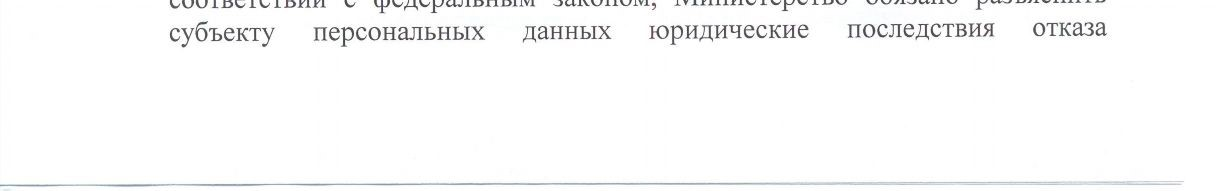 соответствии с федеральным законом, Министерство обязано разъяснить
субъекту персональных данных юридические последствия отказа